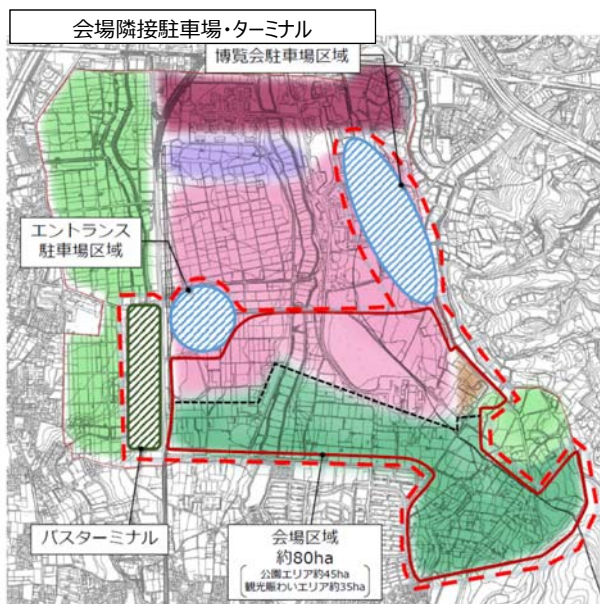 会場隣接駐車場・ターミナル
博覧会駐車場区域
エントランス
駐車場区域
バスターミナル
会場区域
約80ha
公園エリア約45ha
観光賑わいエリア約35ha